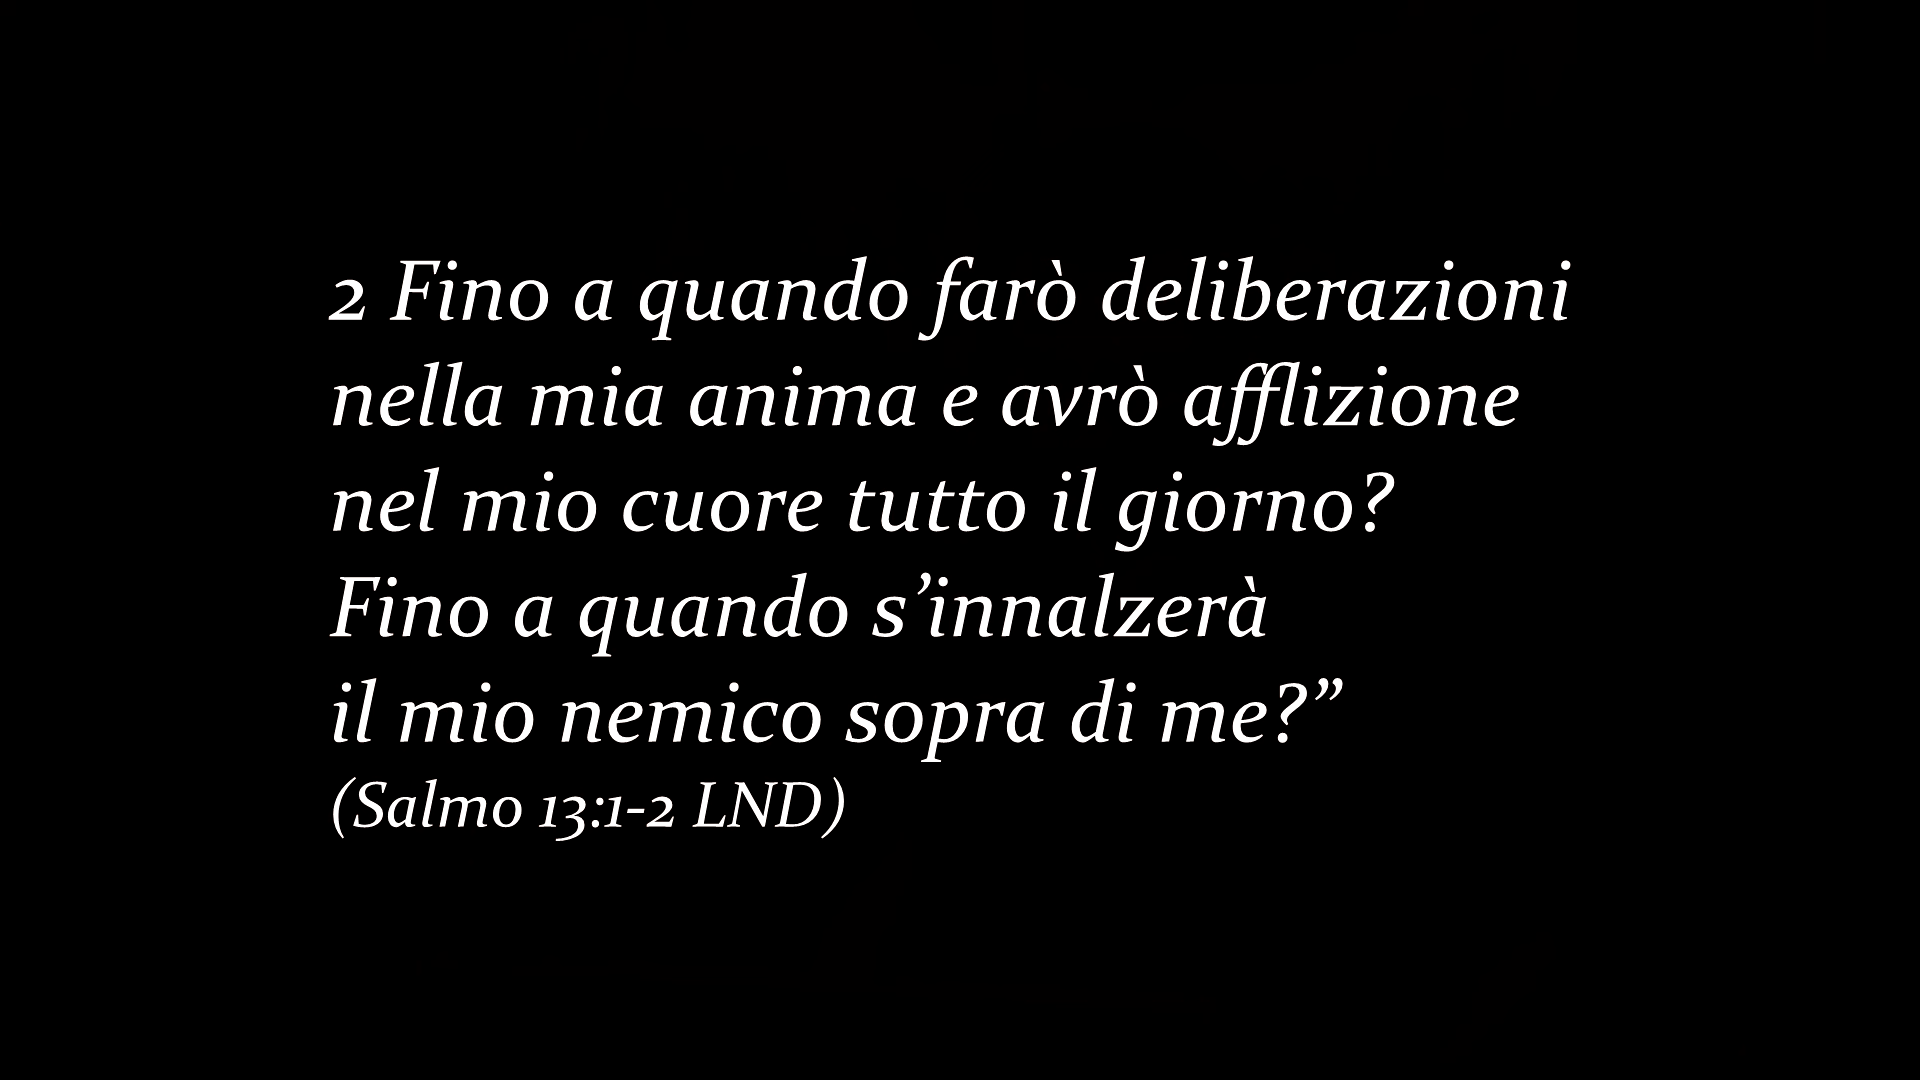 2 Fino a quando farò deliberazioni
nella mia anima e avrò afflizione
nel mio cuore tutto il giorno?
Fino a quando s’innalzerà
il mio nemico sopra di me?”
(Salmo 13:1-2 LND)